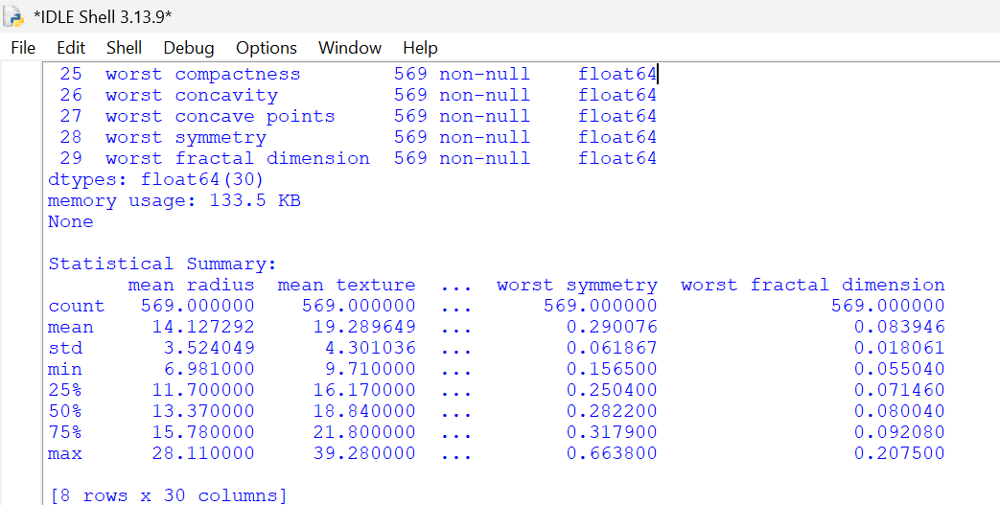 *IDLE Shell 3.13.9*
File Edit Shell Debug Options Window Help
25  worst compactness        569 non-null    float64
26  worst concavity          569 non-null    float64
27  worst concave points     569 non-null    float64
28  worst symmetry           569 non-null    float64
29  worst fractal dimension  569 non-null    float64
dtypes: float64(30)
memory usage: 133.5 KB
None
Statistical Summary:
       mean radius  mean texture  ...  worst symmetry  worst fractal dimension
count   569.000000    569.000000  ...      569.000000               569.000000
mean     14.127292     19.289649  ...        0.290076                 0.083946
std       3.524049      4.301036  ...        0.061867                 0.018061
min       6.981000      9.710000  ...        0.156500                 0.055040
25%      11.700000     16.170000  ...        0.250400                 0.071460
50%      13.370000     18.840000  ...        0.282200                 0.080040
75%      15.780000     21.800000  ...        0.317900                 0.092080
max      28.110000     39.280000  ...        0.663800                 0.207500
[8 rows x 30 columns]